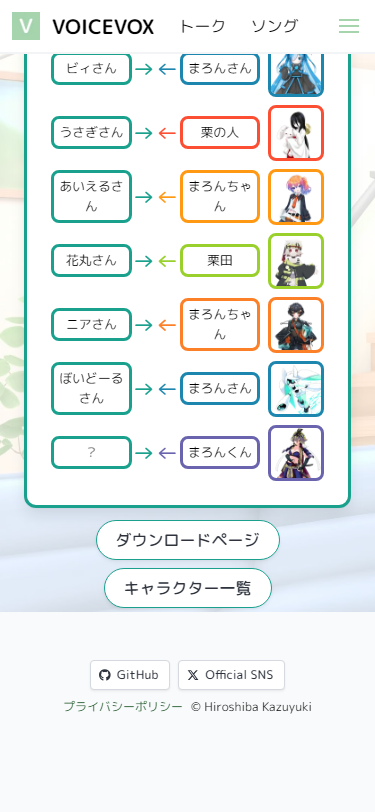 V VOICEVOX トーク ソング
ビィさん → ← まろんさん
うさぎさん → ← 栗の人
あいえるさ
ん → ← まろんちゃ
ん
花丸さん → ← 栗田
ニアさん → ← まろんちゃ
ん
ぼいどーる
さん → ← まろんさん
? → ← まろんくん
ダウンロードページ
キャラクター一覧
GitHub Official SNS
プライバシーポリシー © Hiroshiba Kazuyuki